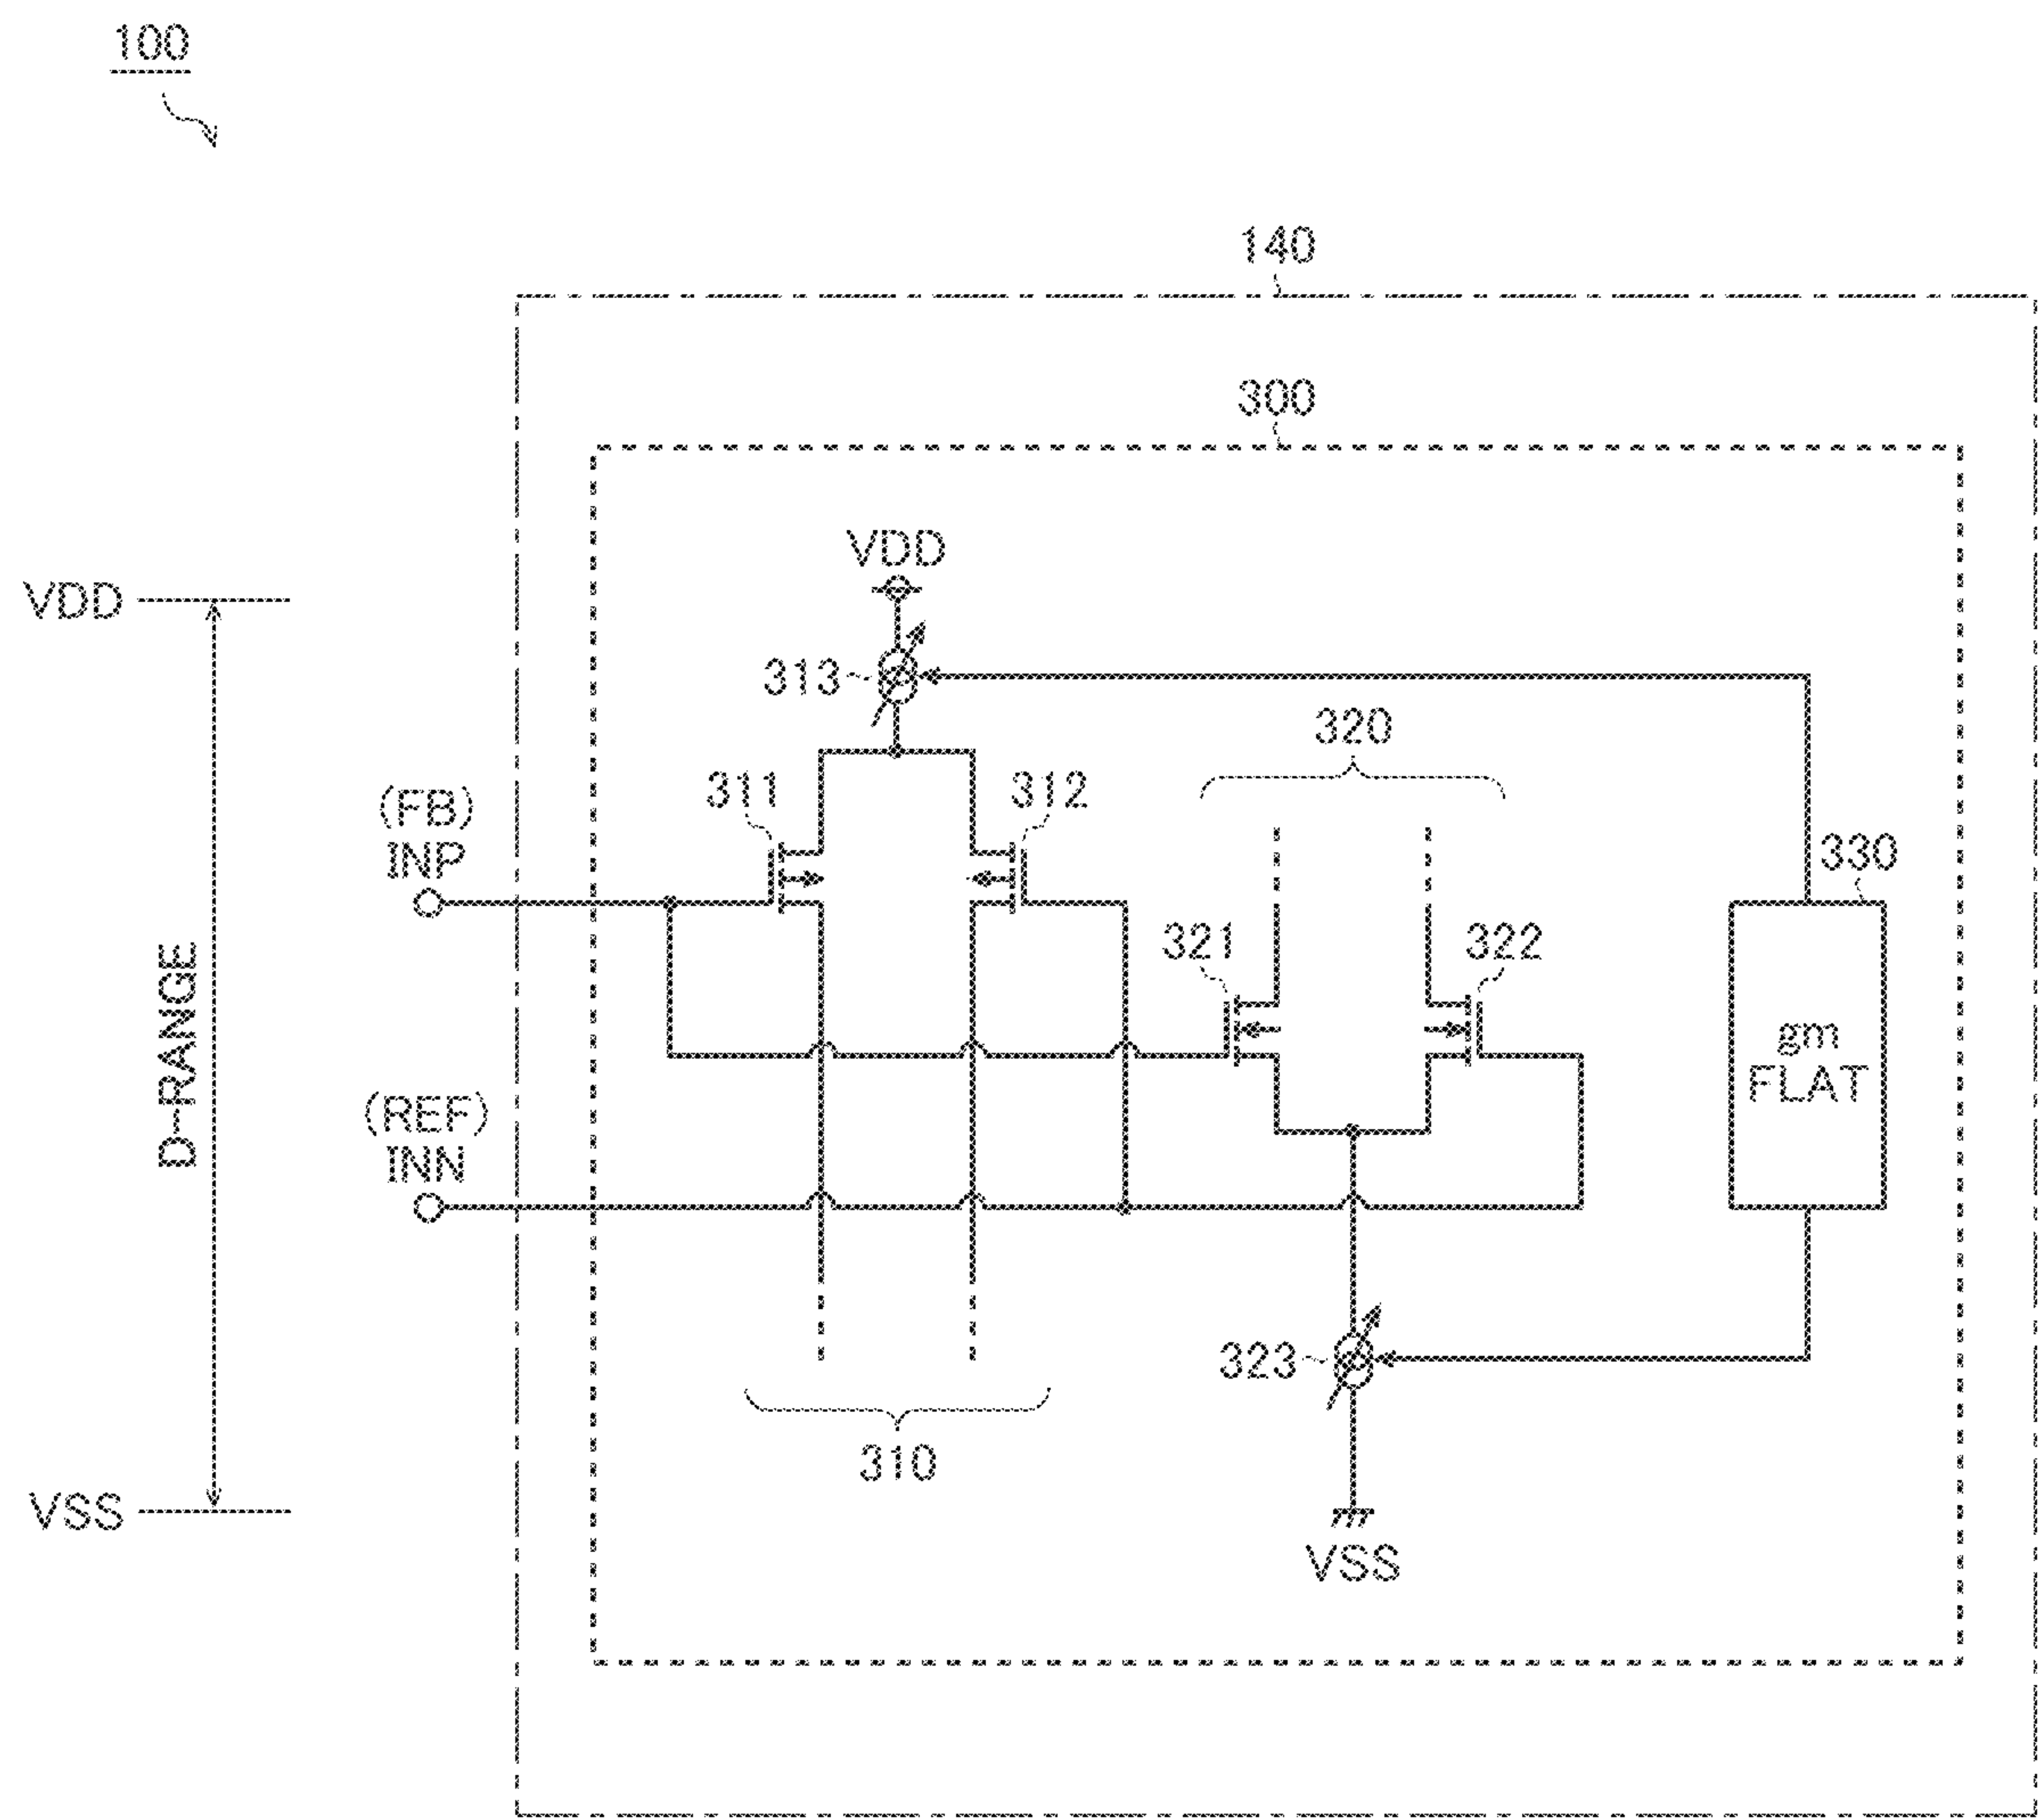 100
140
300
VDD
VDD
313
320
311
312
(FB)
INP
330
321
322
gm
FLAT
D-RANGE
(REF)
INN
323
310
VSS
VSS